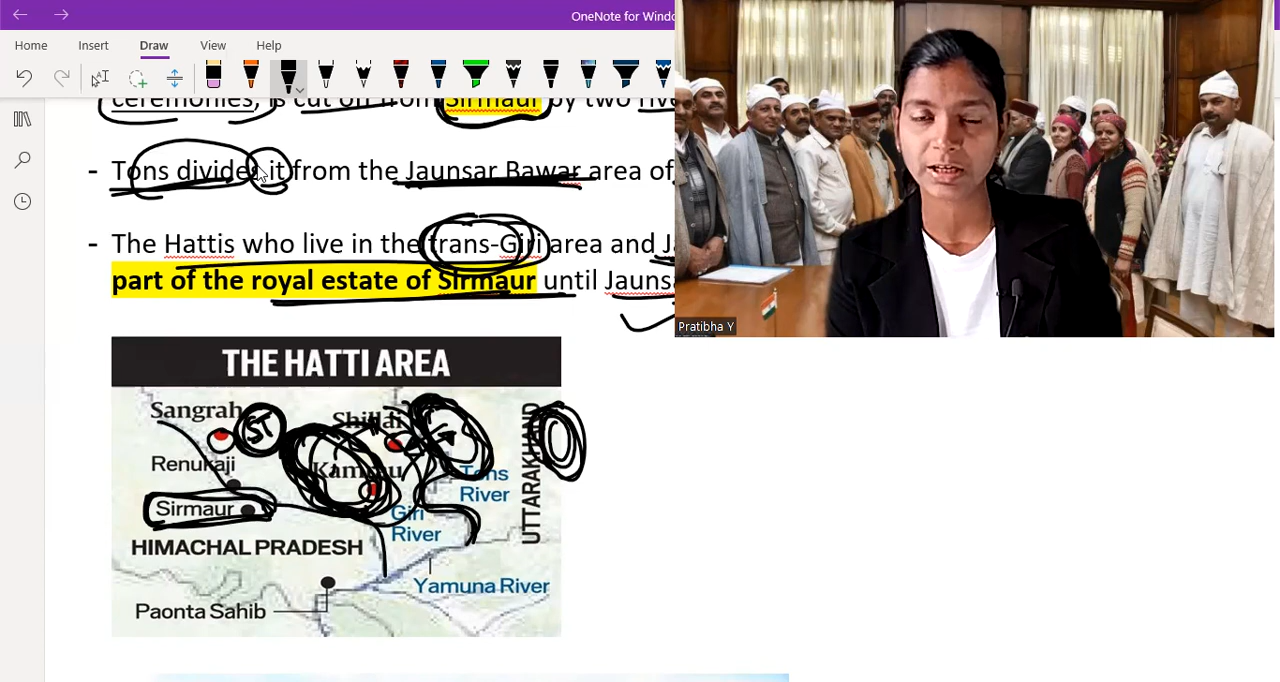 OneNote for Windo
Home Insert Draw View Help
ceremonies, is cut off from Sirmaur by two
Tons divided it from the Jaunsar Bawar area of
- The Hattis who live in the trans-Giri area and
part of the royal estate of Sirmaur until Jaunsa
Pratibha Y
THE HATTI AREA
Sangrah ST Shillai
Renukaji Kamrau Tons
River
Sirmaur Giri
River
UTTARAKHAND
HIMACHAL PRADESH
Yamuna River
Paonta Sahib